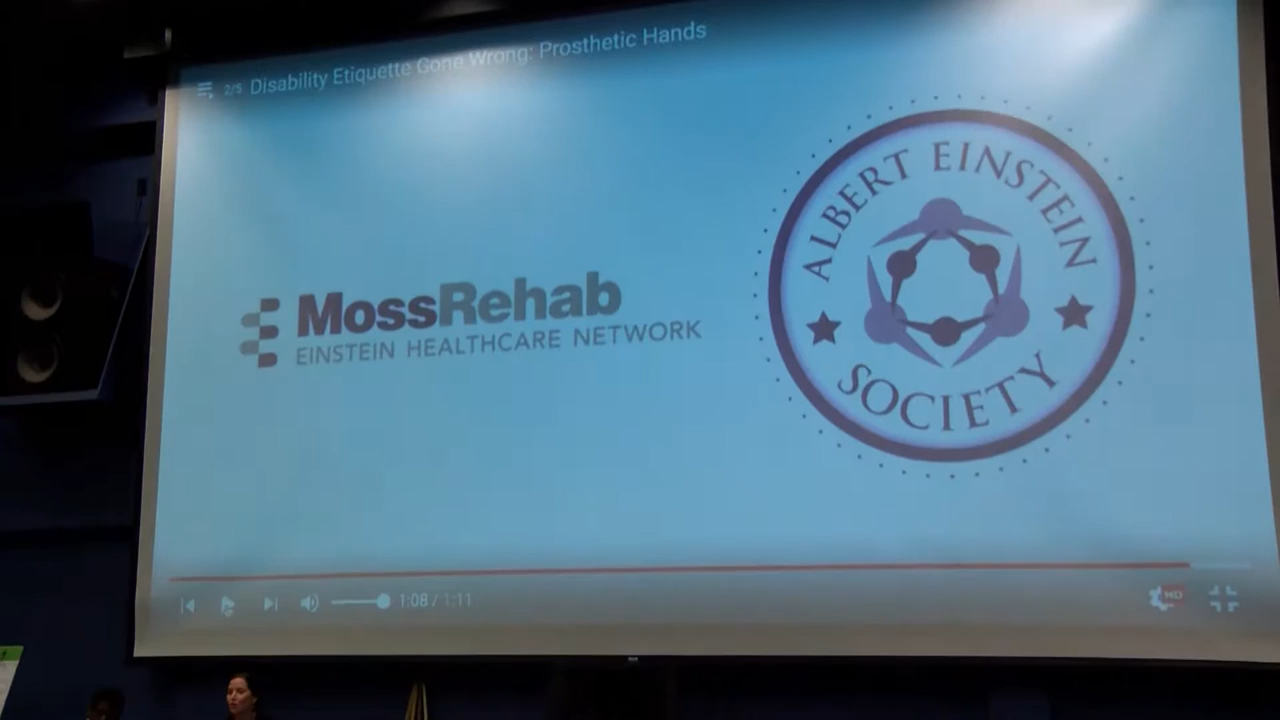 2/5 Disability Etiquette Gone Wrong: Prosthetic Hands
MossRehab
EINSTEIN HEALTHCARE NETWORK
ALBERT EINSTEIN
SOCIETY
1:08 / 1:11
HD